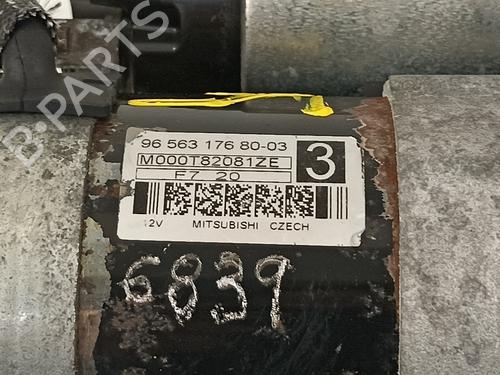 B-PARTS
96 563 176 80-03
M000T82081ZE
3
F7 20
12V MITSUBISHI CZECH
6839